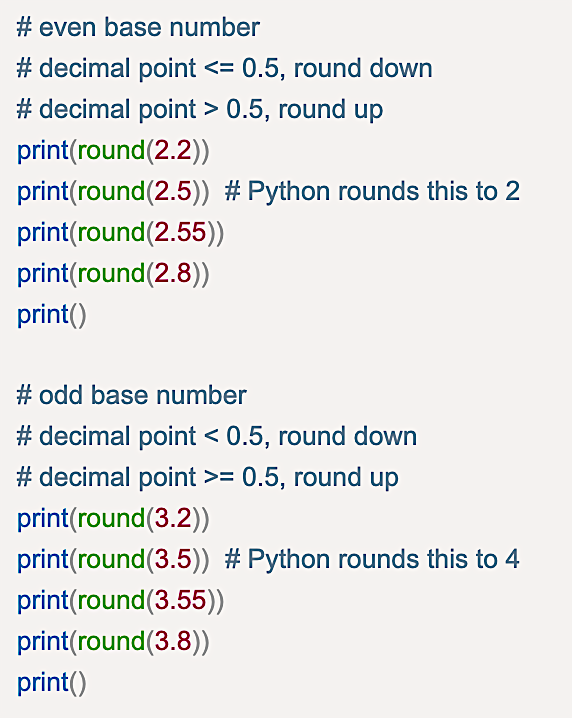 # even base number
# decimal point <= 0.5, round down
# decimal point > 0.5, round up
print(round(2.2))
print(round(2.5))  # Python rounds this to 2
print(round(2.55))
print(round(2.8))
print()

# odd base number
# decimal point < 0.5, round down
# decimal point >= 0.5, round up
print(round(3.2))
print(round(3.5))  # Python rounds this to 4
print(round(3.55))
print(round(3.8))
print()